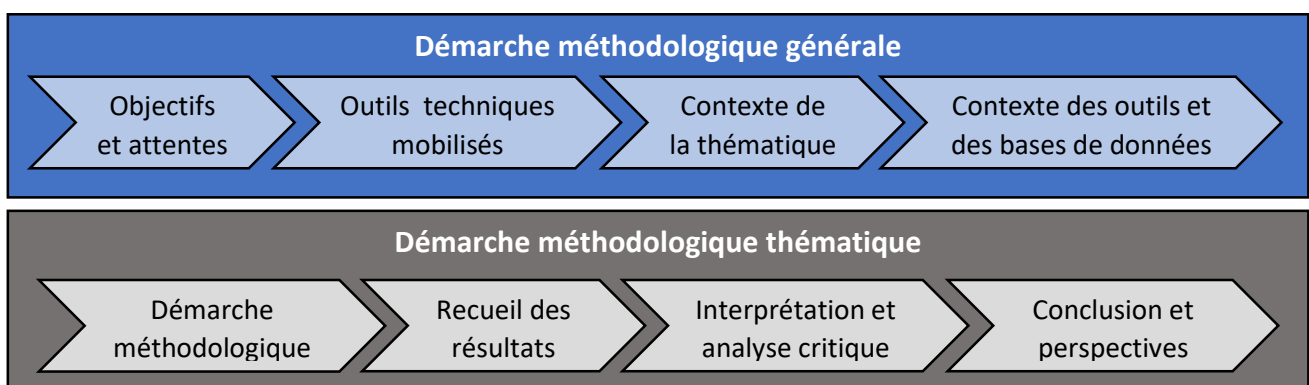 Démarche méthodologique générale
Objectifs
et attentes
Outils techniques
mobilisés
Contexte de
la thématique
Contexte des outils et
des bases de données
Démarche méthodologique thématique
Démarche
méthodologique
Recueil des
résultats
Interprétation et
analyse critique
Conclusion et
perspectives